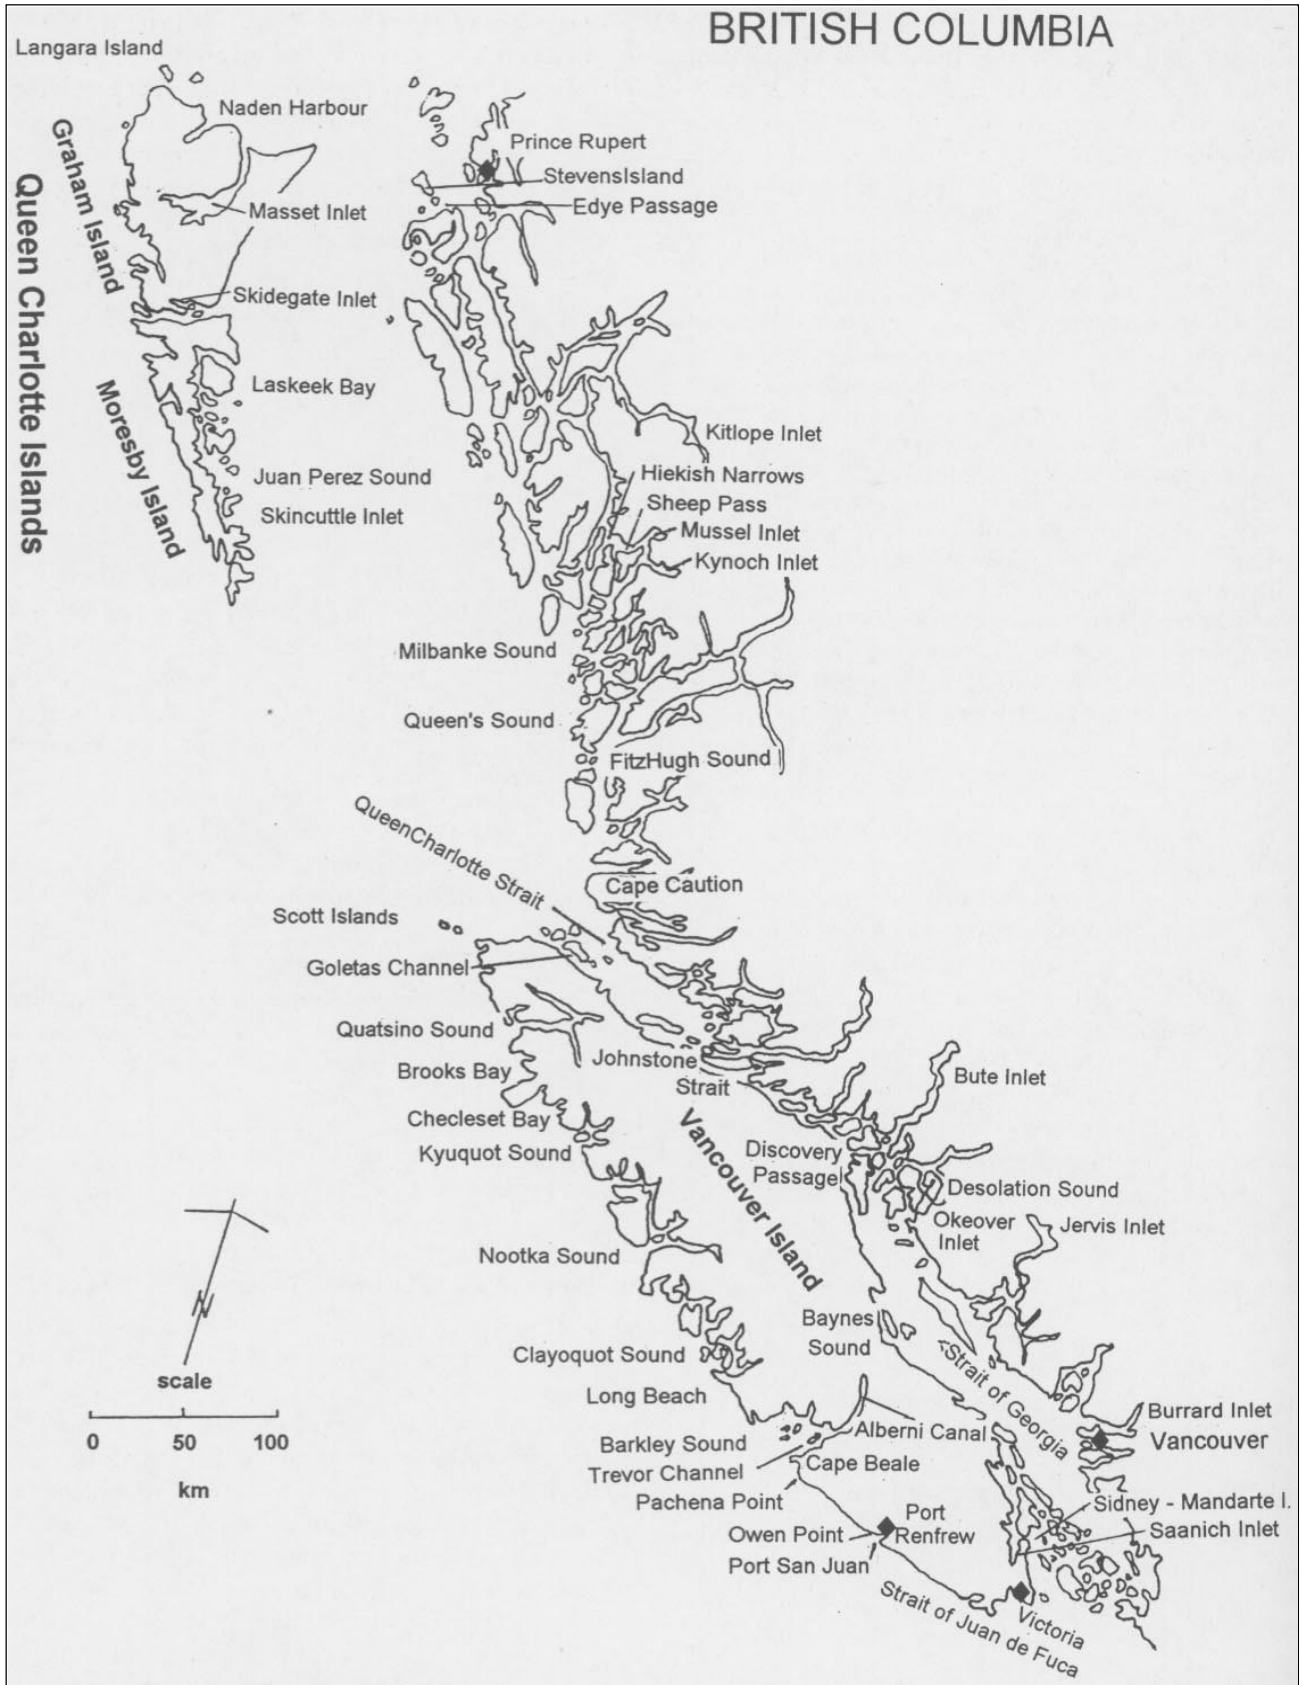 BRITISH COLUMBIA
Langara Island
Naden Harbour
Graham Island
Queen Charlotte Islands
Masset Inlet
Skidegate Inlet
Laskeek Bay
Moresby Island
Juan Perez Sound
Skincuttle Inlet
Prince Rupert
StevensIsland
Edye Passage
Kitlope Inlet
Hiekish Narrows
Sheep Pass
Mussel Inlet
Kynoch Inlet
Milbanke Sound
Queen's Sound
FitzHugh Sound
QueenCharlotte Strait
Cape Caution
Scott Islands
Goletas Channel
Quatsino Sound
Johnstone
Strait
Brooks Bay
Bute Inlet
Checleset Bay
Kyuquot Sound
Vancouver Island
Discovery
Passage
Desolation Sound
Okeover
Inlet
Jervis Inlet
Nootka Sound
Baynes
Sound
Clayoquot Sound
Strait of Georgia
Long Beach
Burrard Inlet
Vancouver
Alberni Canal
Barkley Sound
Trevor Channel
Cape Beale
Pachena Point
Sidney - Mandarte I.
Port
Renfrew
Saanich Inlet
Owen Point
Port San Juan
Strait of Juan de Fuca
Victoria
N
scale
0 50 100
km